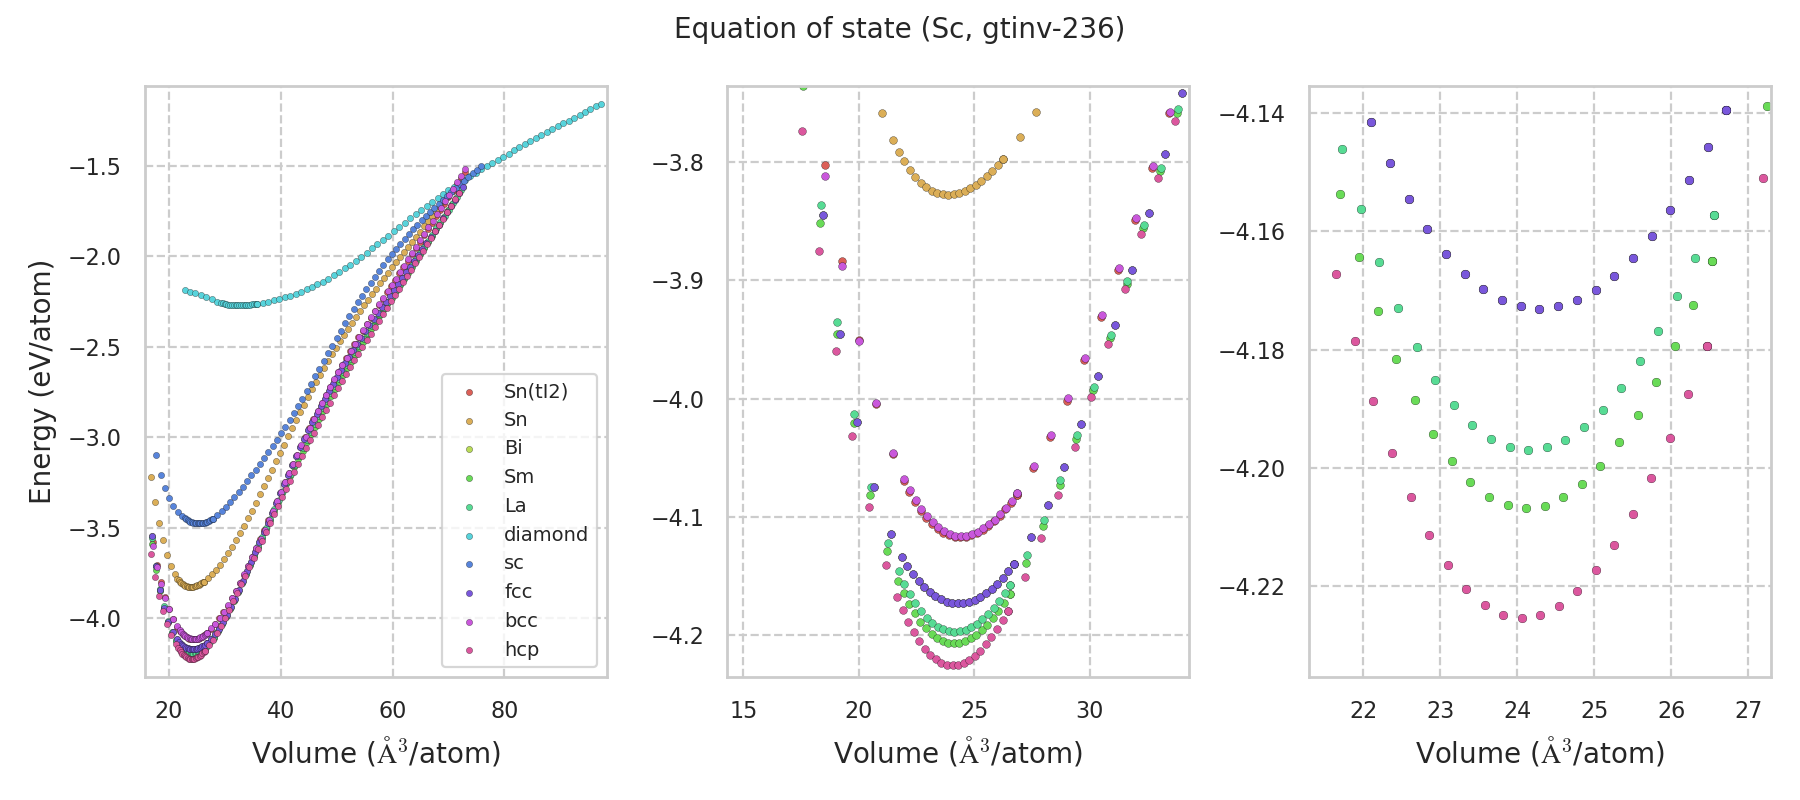 Equation of state (Sc, gtinv-236)
Energy (eV/atom)
−1.5
−2.0
−2.5
−3.0
−3.5
−4.0
20 40 60 80
Volume (Å³/atom)
Sn(tI2)
Sn
Bi
Sm
La
diamond
sc
fcc
bcc
hcp
−3.8
−3.9
−4.0
−4.1
−4.2
15 20 25 30
Volume (Å³/atom)
−4.14
−4.16
−4.18
−4.20
−4.22
22 23 24 25 26 27
Volume (Å³/atom)